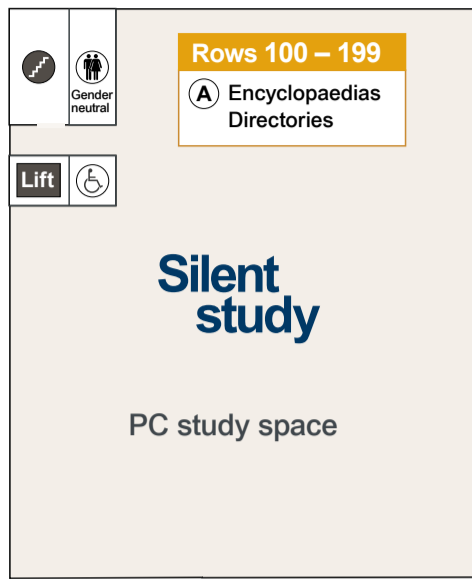 Gender
neutral
Rows 100 – 199
A Encyclopaedias
Directories
Lift
Silent
study
PC study space